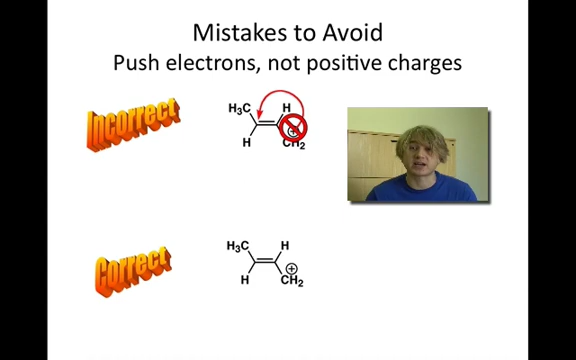 Mistakes to Avoid
Push electrons, not positive charges
Incorrect
H3C
H
+
H
CH2
Correct
H3C
H
+
H
CH2